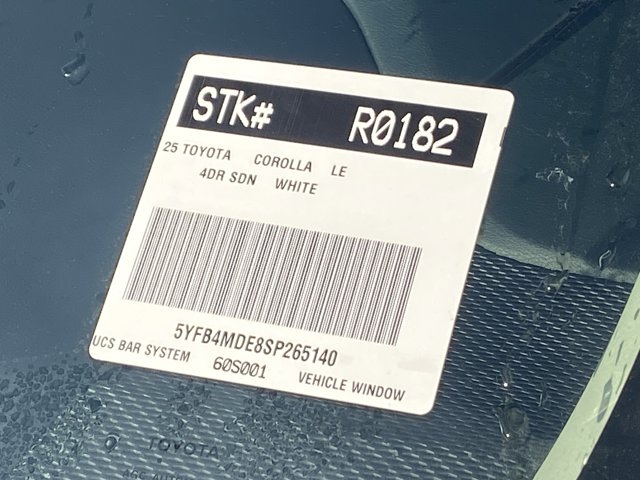 STK# R0182
25 TOYOTA COROLLA LE
4DR SDN WHITE
5YFB4MDE8SP265140
UCS BAR SYSTEM 60S001 VEHICLE WINDOW
TOYOTA